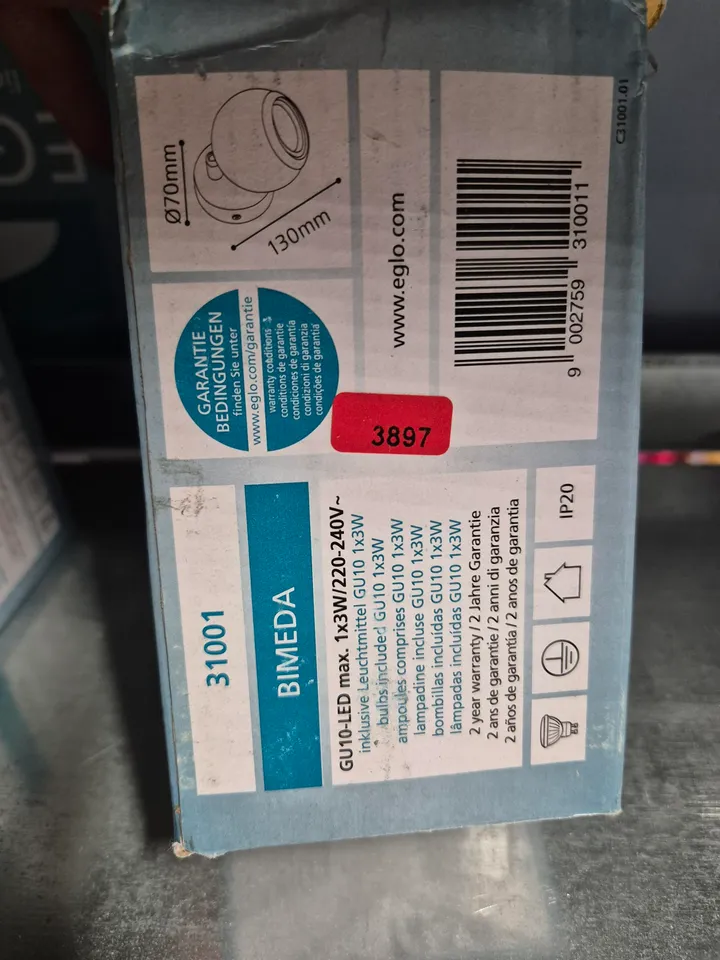 31001
BIMEDA
GU10-LED max. 1x3W/220-240V~
inklusive Leuchtmittel GU10 1x3W
bulbs included GU10 1x3W
ampoules comprises GU10 1x3W
lampadine incluse GU10 1x3W
bombillas incluidas GU10 1x3W
lâmpadas incluídas GU10 1x3W
2 year warranty / 2 Jahre Garantie
2 ans de garantie / 2 anni di garanzia
2 años de garantía / 2 anos de garantia
IP20
3897
GARANTIE
BEDINGUNGEN
finden Sie unter
www.eglo.com/garantie
warranty conditions
conditions de garantie
condiciones de garantía
condizioni di garanzia
condições de garantia
Ø70mm
130mm
www.eglo.com
9 002759 310011
C31001.01